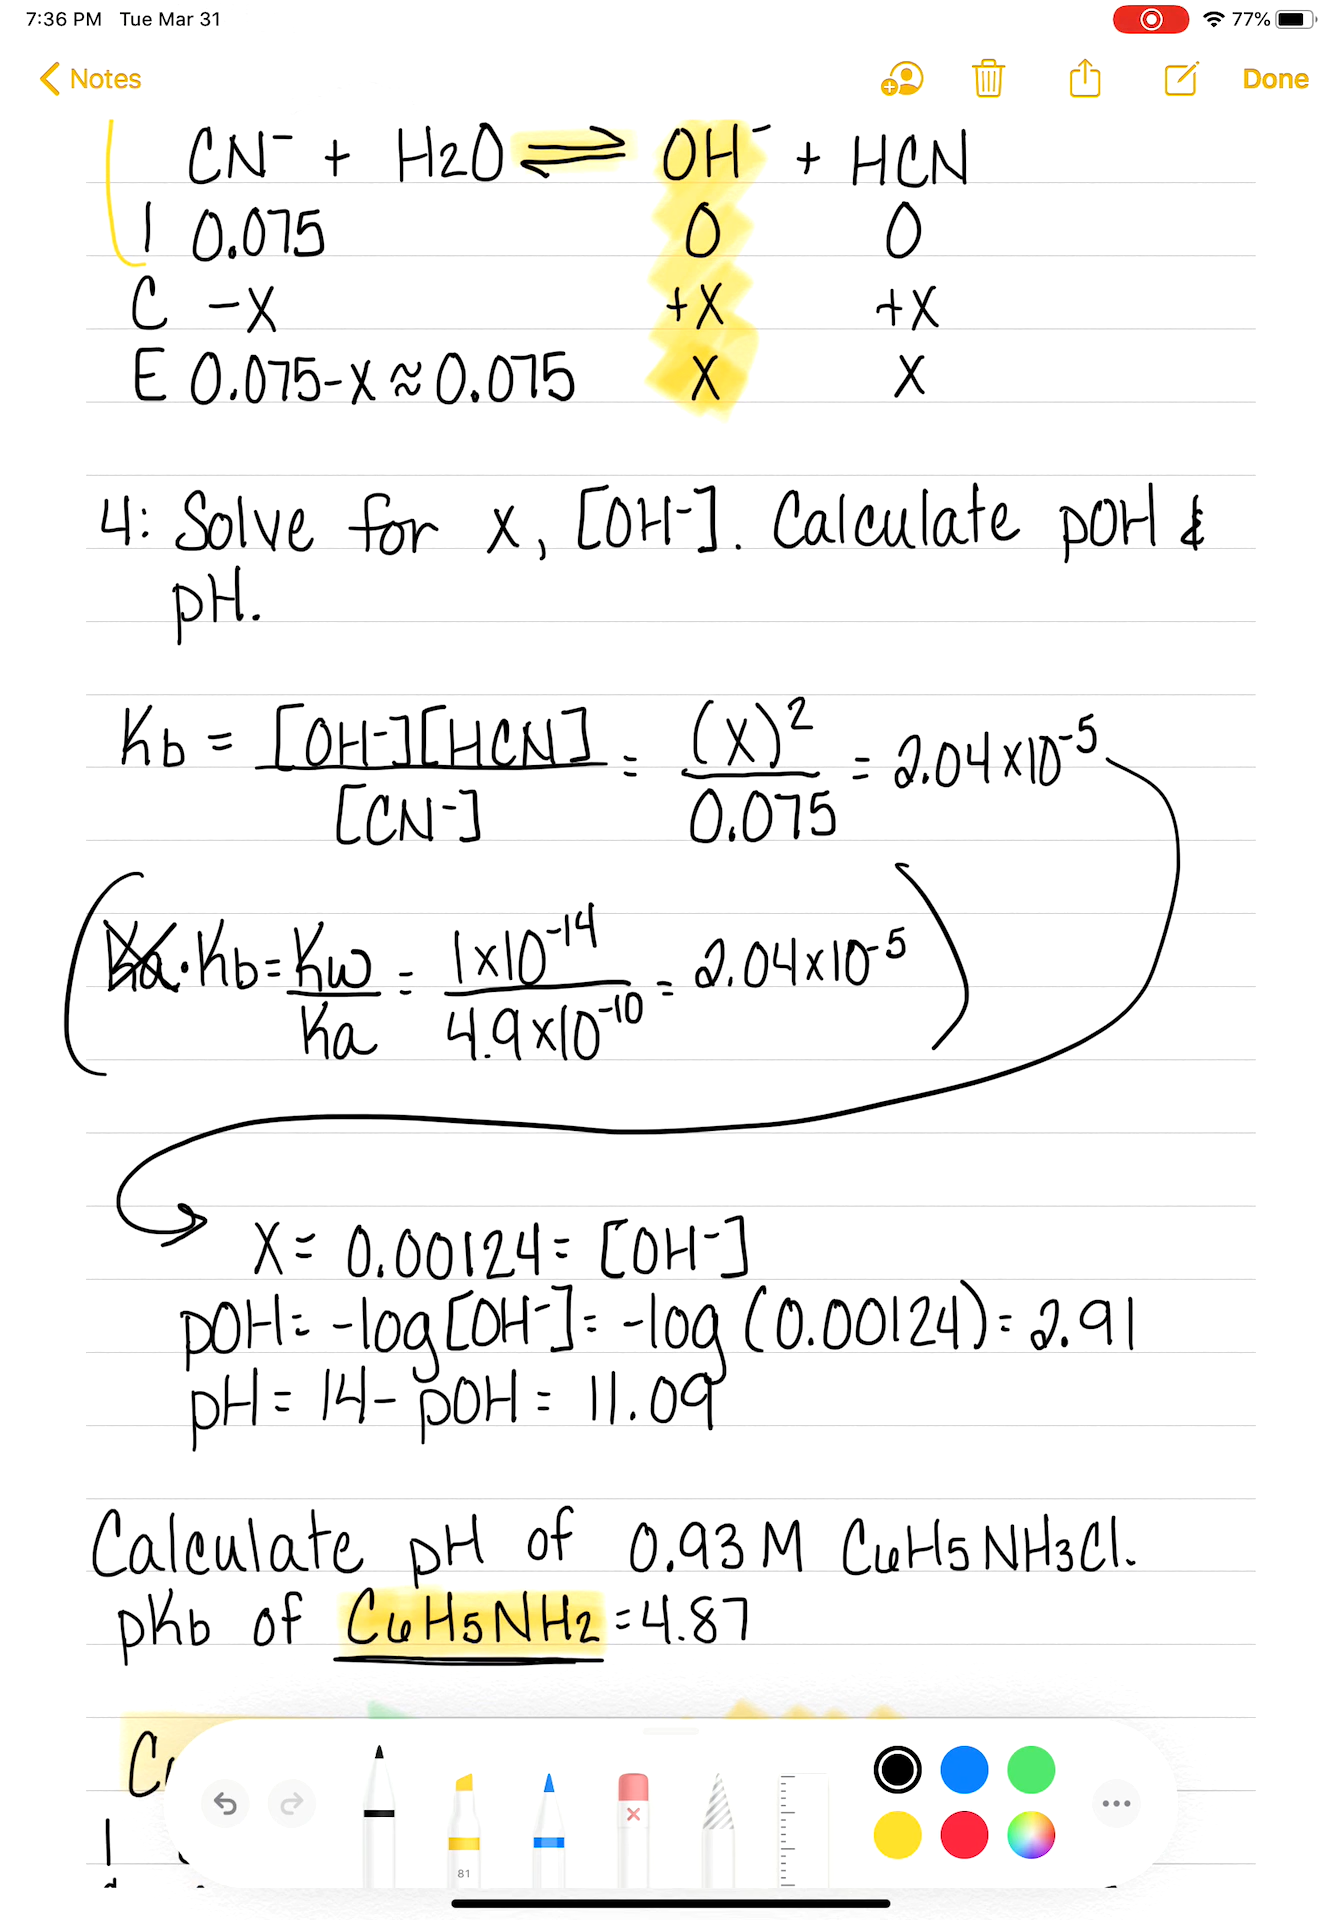 7:36 PM Tue Mar 31 77%
Notes Done
CN⁻ + H2O ⇌ OH⁻ + HCN
I 0.075 0 0
C -X +X +X
E 0.075-X ≈ 0.075 X X
4: Solve for x, [OH⁻]. Calculate pOH &
pH.
Kb = [OH⁻][HCN] / [CN⁻] = (X)² / 0.075 = 2.04x10⁻⁵
Ka · Kb = Kw / Ka = 1x10⁻¹⁴ / 4.9x10⁻¹⁰ = 2.04x10⁻⁵
X = 0.00124 = [OH⁻]
pOH = -log[OH⁻] = -log(0.00124) = 2.91
pH = 14 - pOH = 11.09
Calculate pH of 0.93 M C6H5NH3Cl.
pKb of C6H5NH2 = 4.87
81